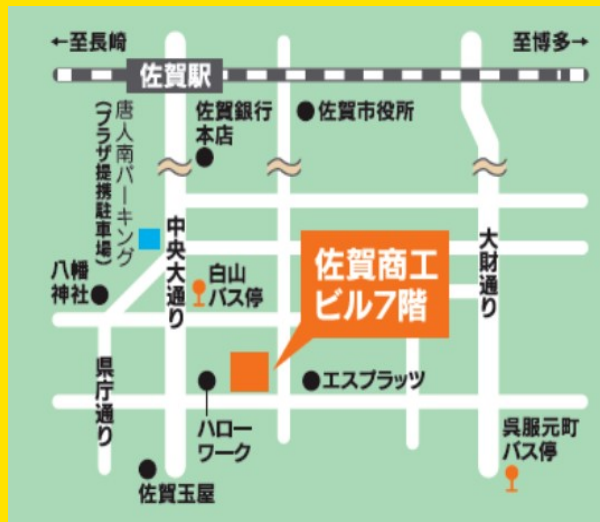 ←至長崎
至博多→
佐賀駅
佐賀銀行
本店
佐賀市役所
唐人南パーキング
(プラザ提携駐車場)
中央大通り
大財通り
佐賀商工
ビル7階
八幡
神社
白山
バス停
県庁通り
エスプラッツ
ハロー
ワーク
呉服元町
バス停
佐賀玉屋